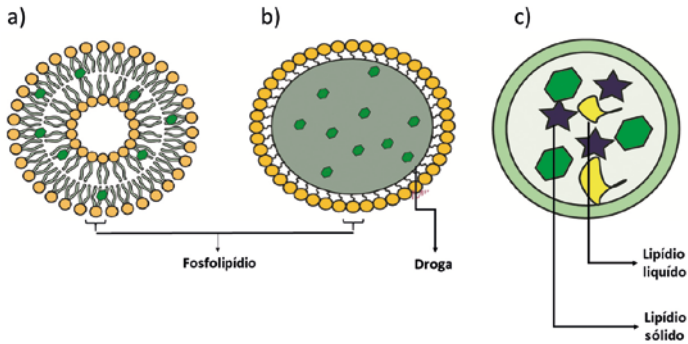 a)
b)
c)
Fosfolipídio
Droga
Lipídio
líquido
Lipídio
sólido